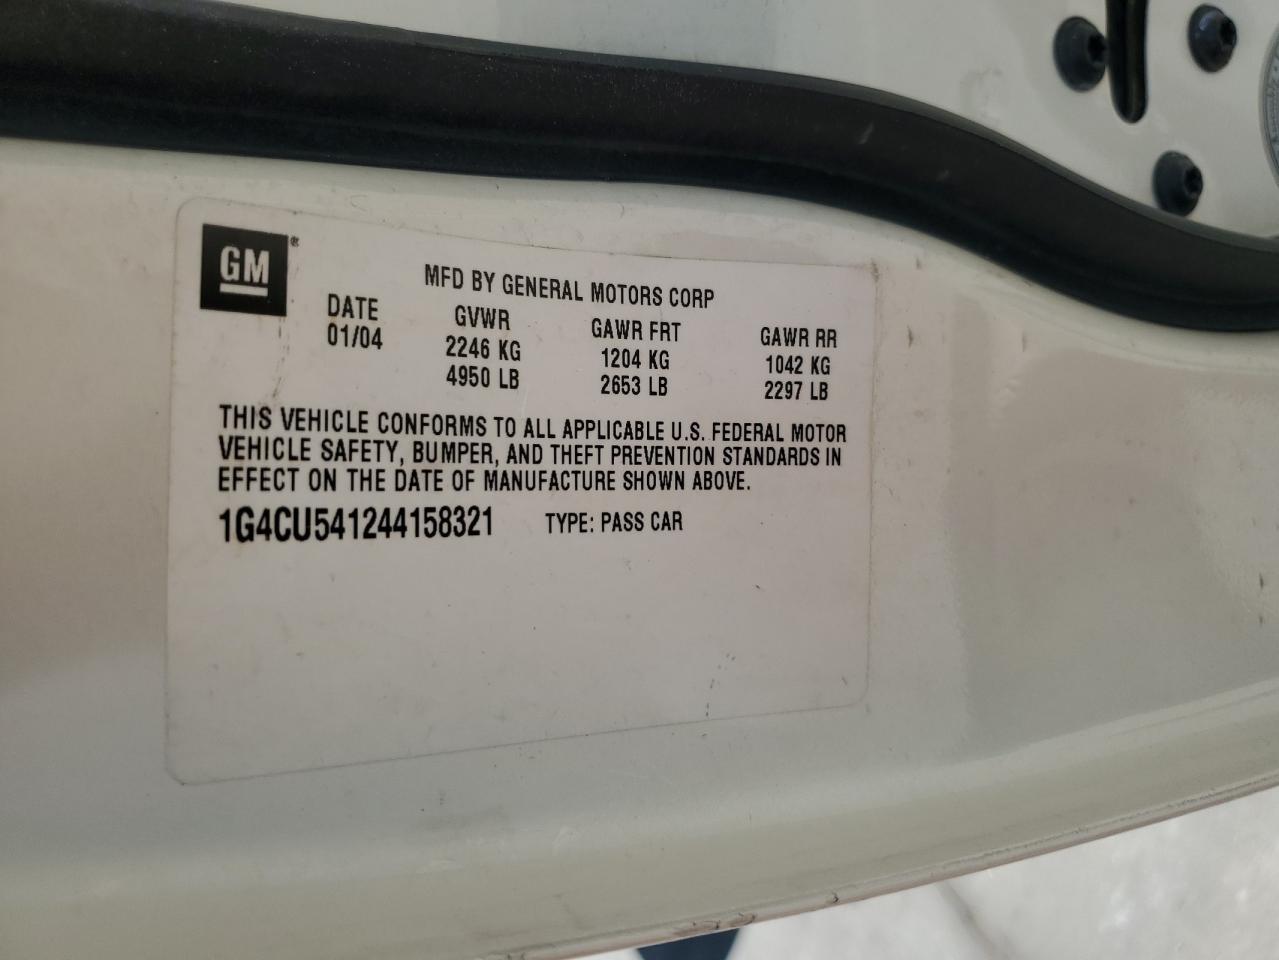 GM®
MFD BY GENERAL MOTORS CORP
DATE GVWR GAWR FRT GAWR RR
01/04 2246 KG 1204 KG 1042 KG
4950 LB 2653 LB 2297 LB
THIS VEHICLE CONFORMS TO ALL APPLICABLE U.S. FEDERAL MOTOR
VEHICLE SAFETY, BUMPER, AND THEFT PREVENTION STANDARDS IN
EFFECT ON THE DATE OF MANUFACTURE SHOWN ABOVE.
1G4CU541244158321 TYPE: PASS CAR